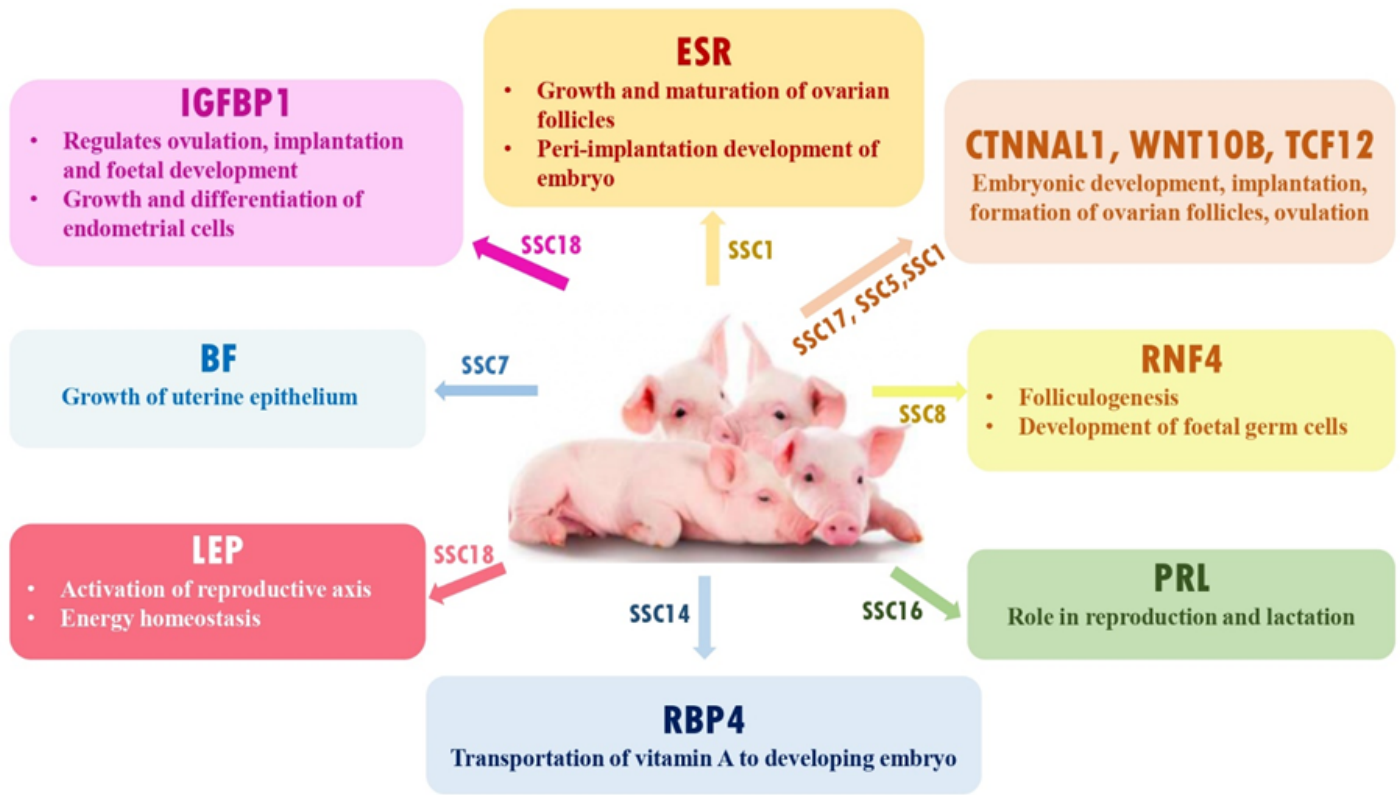 ESR
• Growth and maturation of ovarian
follicles
• Peri-implantation development of
embryo
IGFBP1
• Regulates ovulation, implantation
and foetal development
• Growth and differentiation of
endometrial cells
CTNNAL1, WNT10B, TCF12
Embryonic development, implantation,
formation of ovarian follicles, ovulation
SSC18
SSC1
SSC17, SSC5,SSC1
BF
Growth of uterine epithelium
SSC7
RNF4
• Folliculogenesis
• Development of foetal germ cells
SSC8
LEP
• Activation of reproductive axis
• Energy homeostasis
SSC18
SSC14
SSC16
PRL
Role in reproduction and lactation
RBP4
Transportation of vitamin A to developing embryo